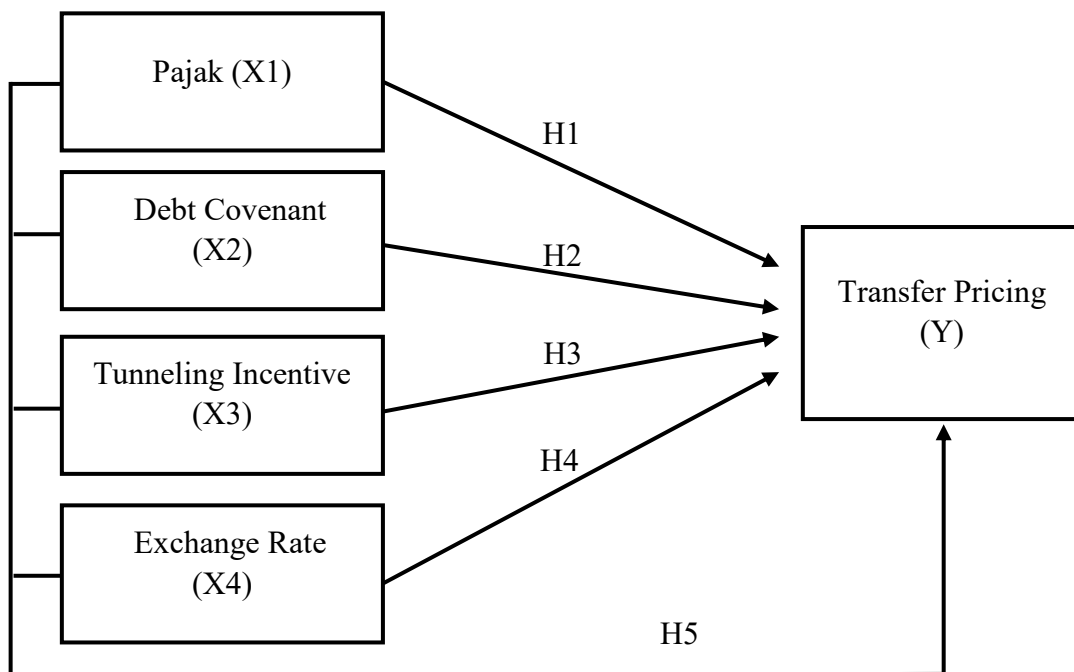 Pajak (X1)
H1
Debt Covenant
(X2)
H2
Transfer Pricing
(Y)
H3
Tunneling Incentive
(X3)
H4
Exchange Rate
(X4)
H5